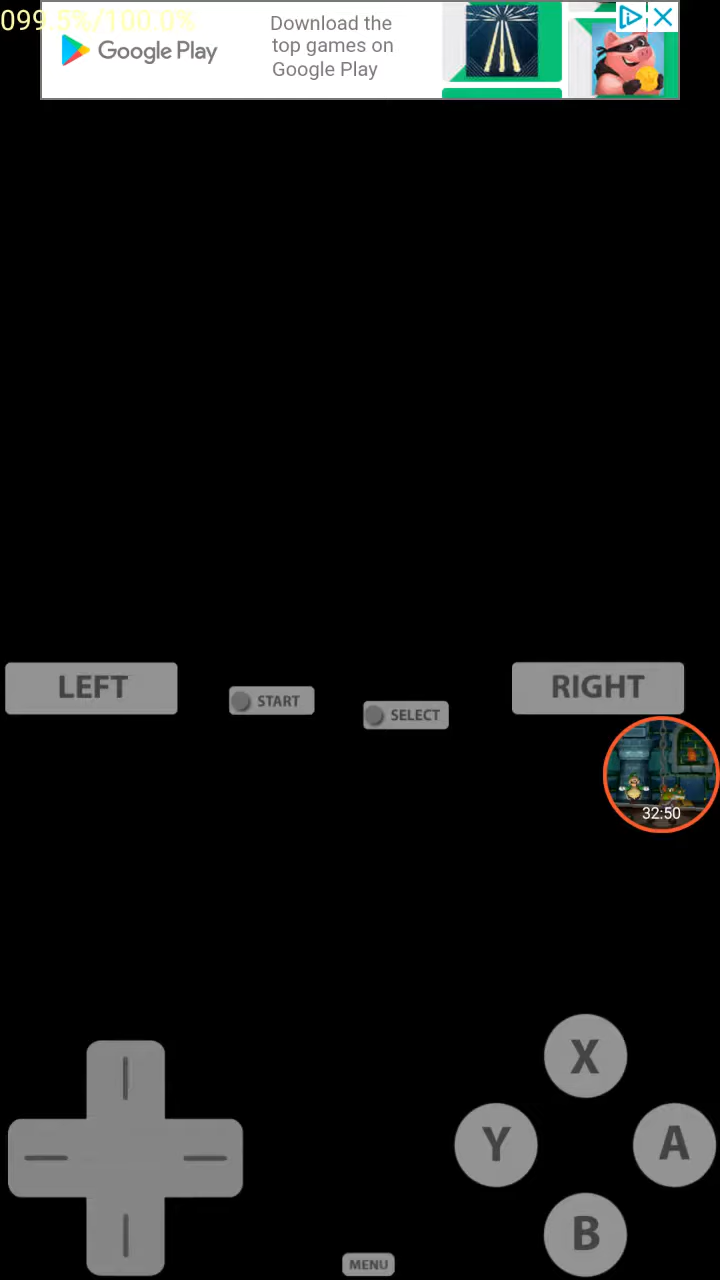 099.5%/100.0%
Google Play
Download the
top games on
Google Play
LEFT
START
SELECT
RIGHT
32:50
X
Y
A
B
MENU